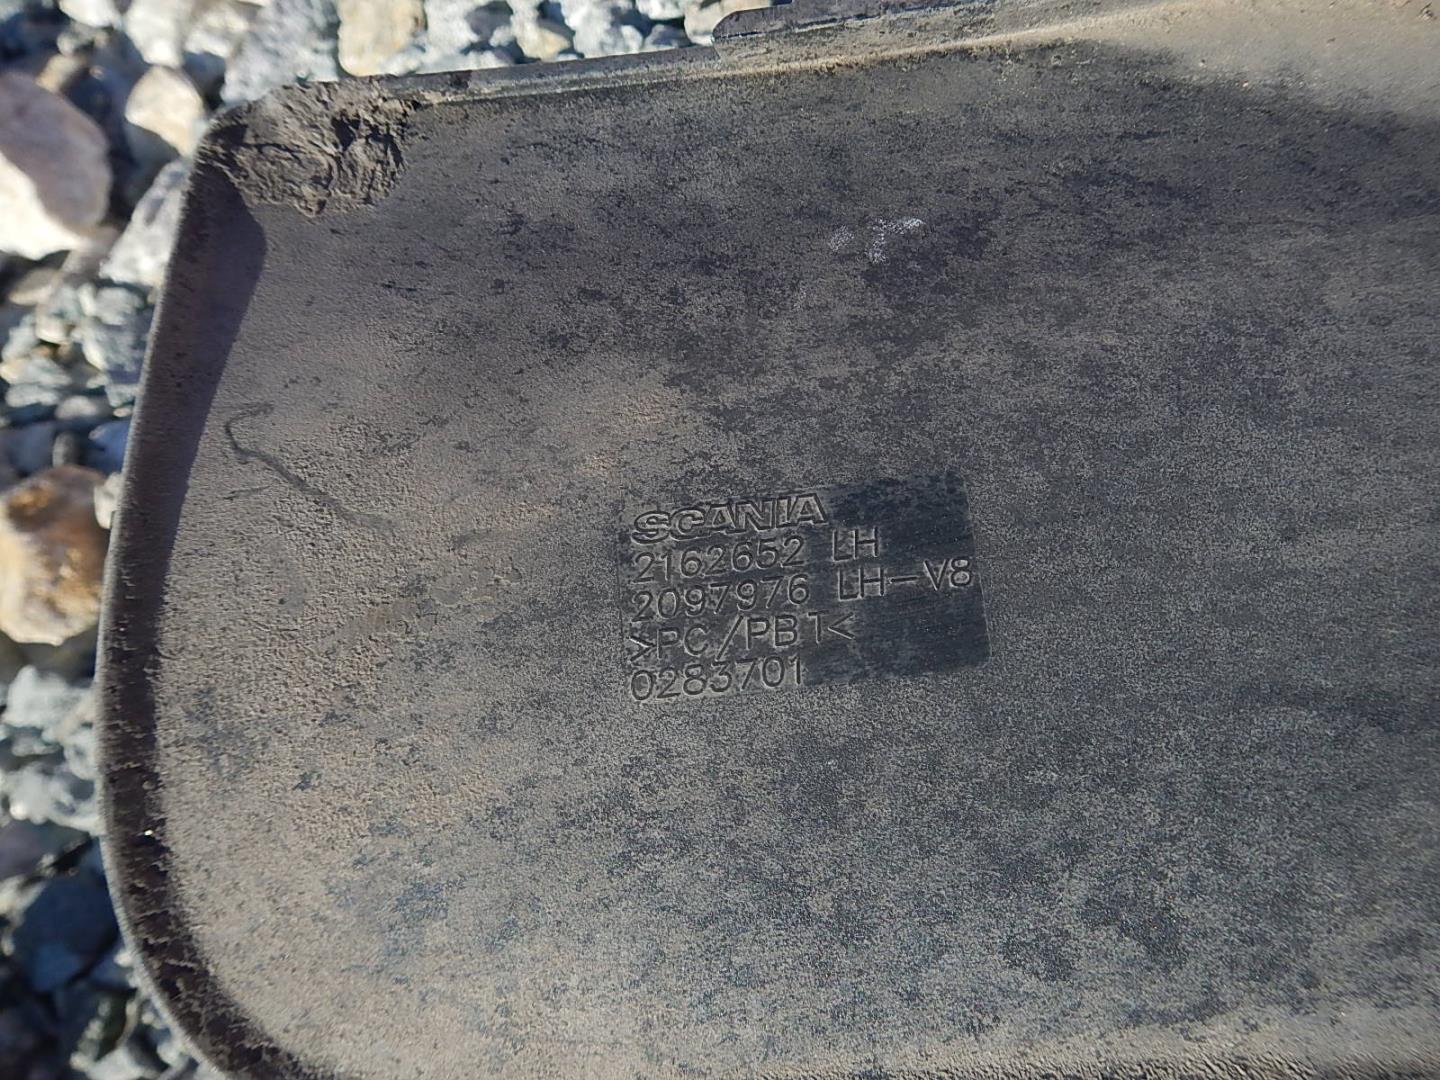 SCANIA
2162652 LH
2097976 LH-V8
>PC/PBT<
0283701